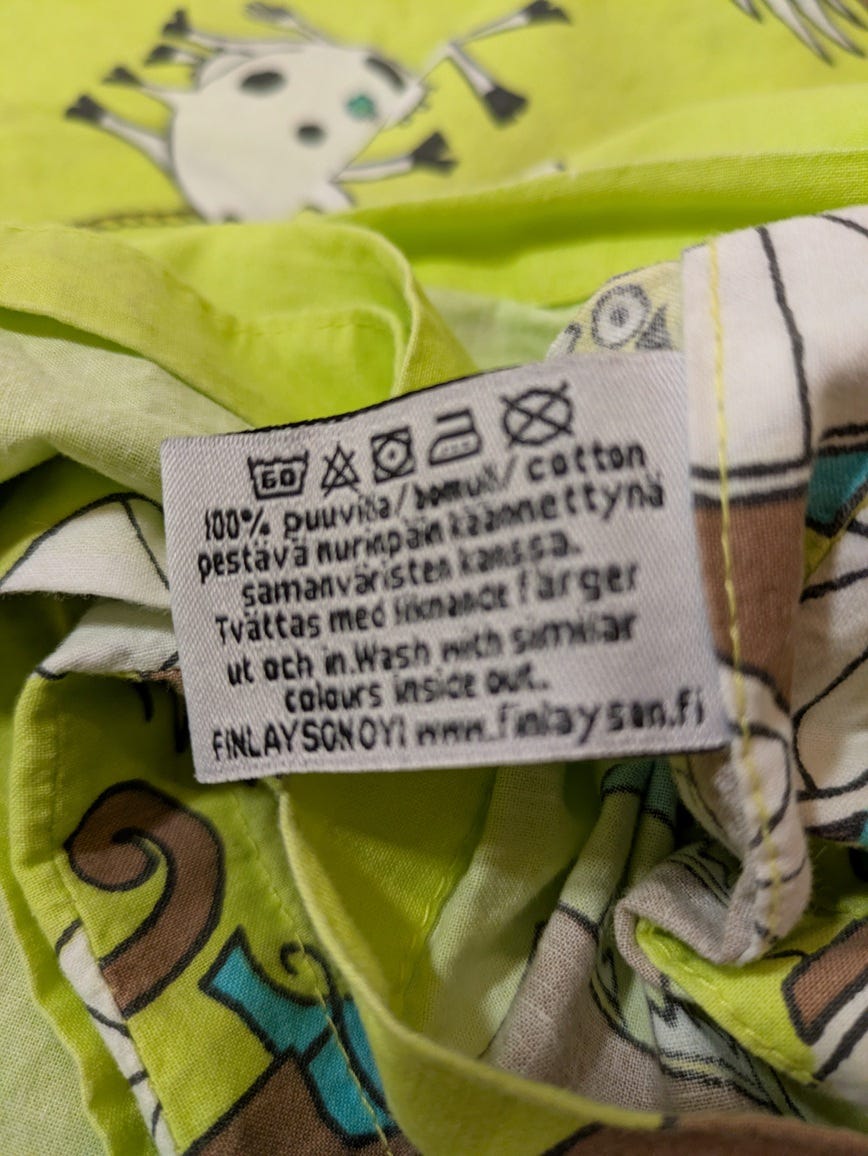 60
100% puuvilla/bomull/cotton
pestävä nurinpäin käännettynä
samanväristen kanssa.
Tvättas med liknande färger
ut och in.Wash with similar
colours inside out.
FINLAYSON OY! www.finlayson.fi